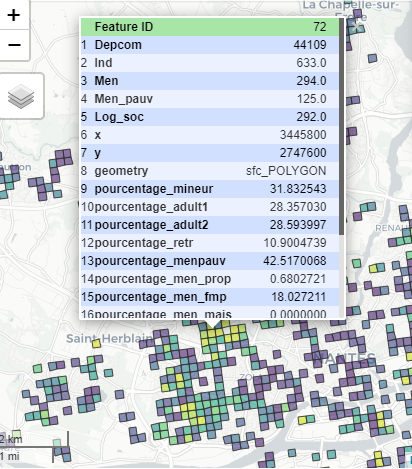 La Chapelle-sur-
+
−
Feature ID 72
1 Depcom 44109
2 Ind 633.0
3 Men 294.0
4 Men_pauv 125.0
5 Log_soc 292.0
6 x 3445800
7 y 2747600
8 geometry sfc_POLYGON
9 pourcentage_mineur 31.832543
10 pourcentage_adult1 28.357030
11 pourcentage_adult2 28.593997
12 pourcentage_retr 10.9004739
13 pourcentage_menpauv 42.5170068
14 pourcentage_men_prop 0.6802721
15 pourcentage_men_fmp 18.027211
16 pourcentage_men_mais 0.0000000
RENAU
Saint Herblain
NANTES
2 km
1 mi